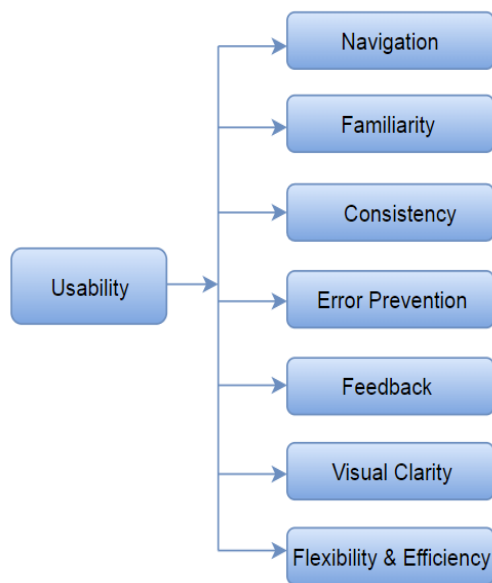 Navigation
Familiarity
Consistency
Usability
Error Prevention
Feedback
Visual Clarity
Flexibility & Efficiency